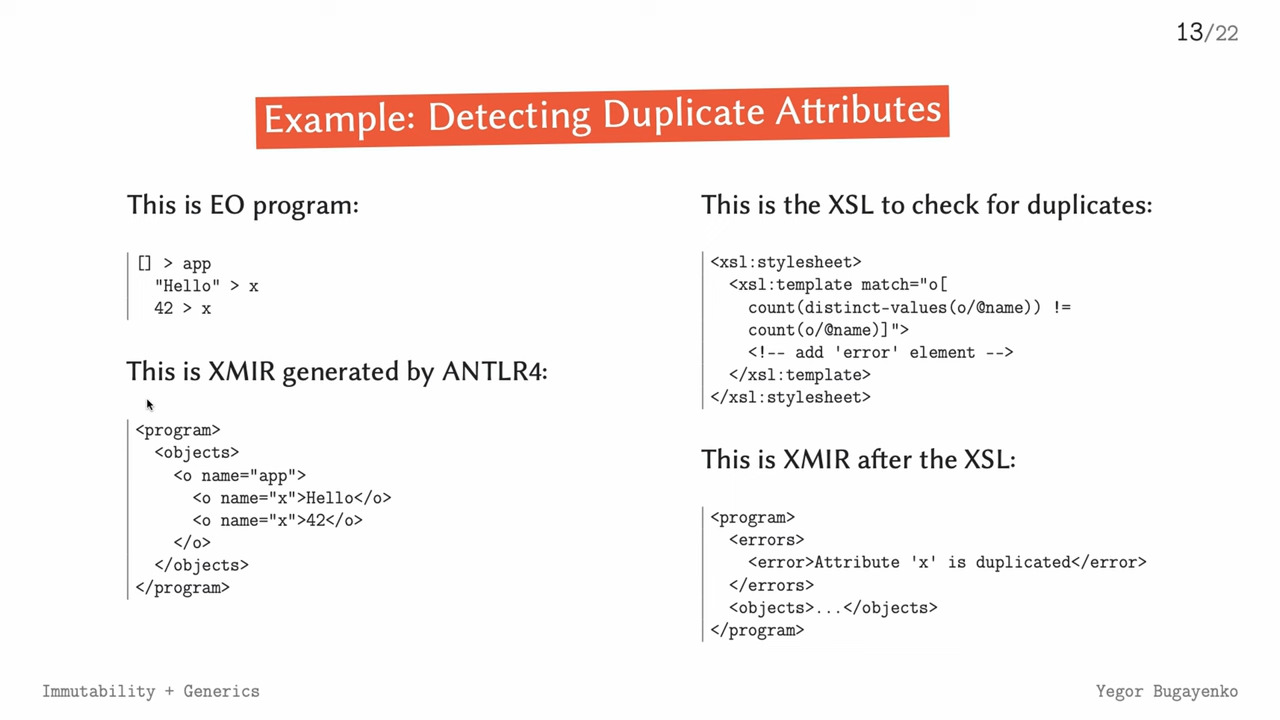 13/22
Example: Detecting Duplicate Attributes
This is EO program:
[] > app
  "Hello" > x
  42 > x
This is XMIR generated by ANTLR4:
<program>
  <objects>
    <o name="app">
      <o name="x">Hello</o>
      <o name="x">42</o>
    </o>
  </objects>
</program>
This is the XSL to check for duplicates:
<xsl:stylesheet>
  <xsl:template match="o[
    count(distinct-values(o/@name)) !=
    count(o/@name)]">
    <!-- add 'error' element -->
  </xsl:template>
</xsl:stylesheet>
This is XMIR after the XSL:
<program>
  <errors>
    <error>Attribute 'x' is duplicated</error>
  </errors>
  <objects>...</objects>
</program>
Immutability + Generics
Yegor Bugayenko